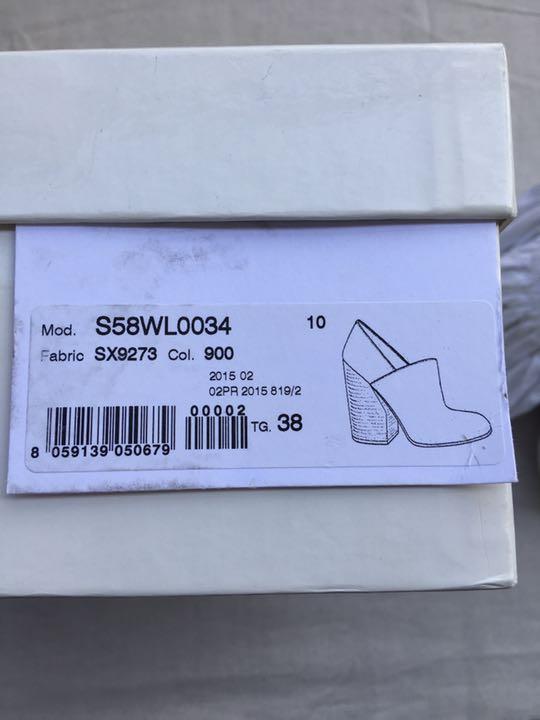 Mod. S58WL0034 10
Fabric SX9273 Col. 900
2015 02
02PR 2015 819/2
00002
8 059139 050679 TG. 38